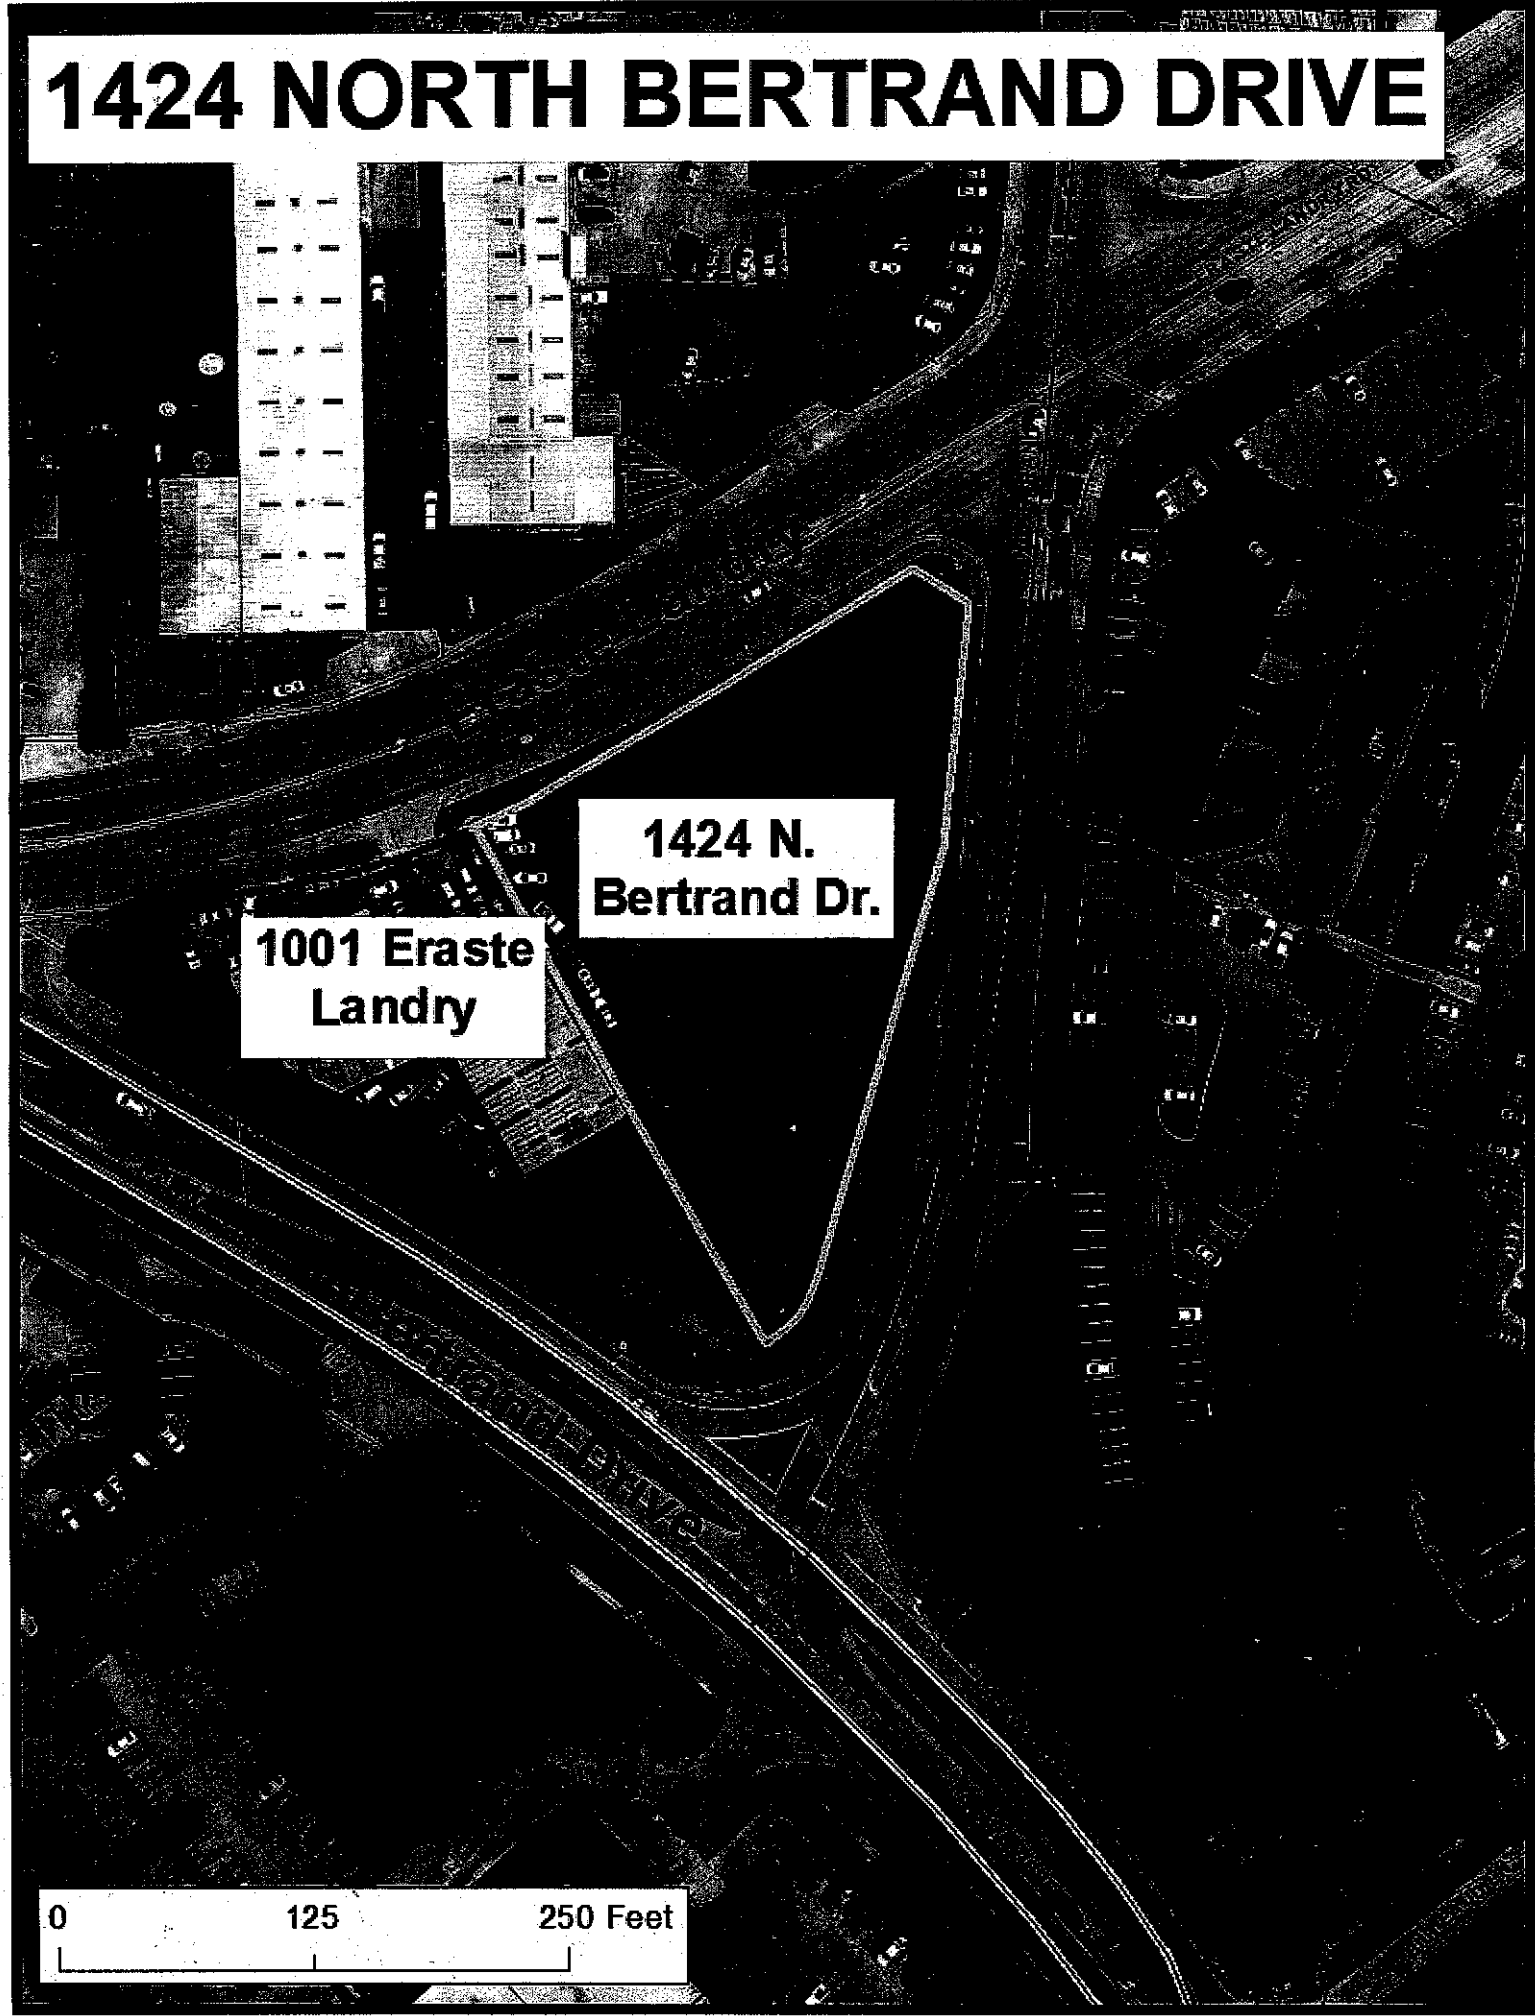 1424 NORTH BERTRAND DRIVE
1424 N.
Bertrand Dr.
1001 Eraste
Landry
Bertrand Drive
0 125 250 Feet